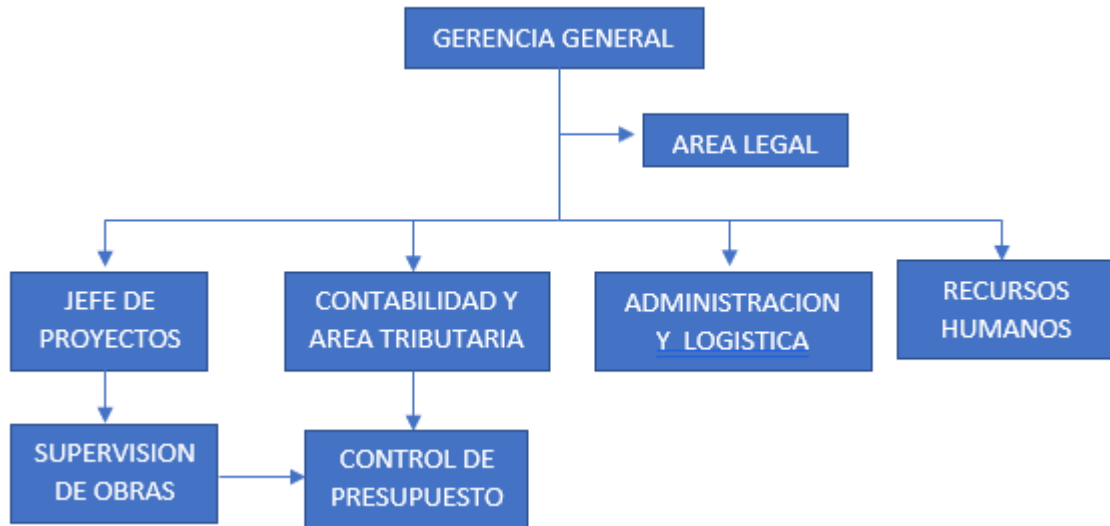 GERENCIA GENERAL
AREA LEGAL
JEFE DE
PROYECTOS
CONTABILIDAD Y
AREA TRIBUTARIA
ADMINISTRACION
Y  LOGISTICA
RECURSOS
HUMANOS
SUPERVISION
DE OBRAS
CONTROL DE
PRESUPUESTO